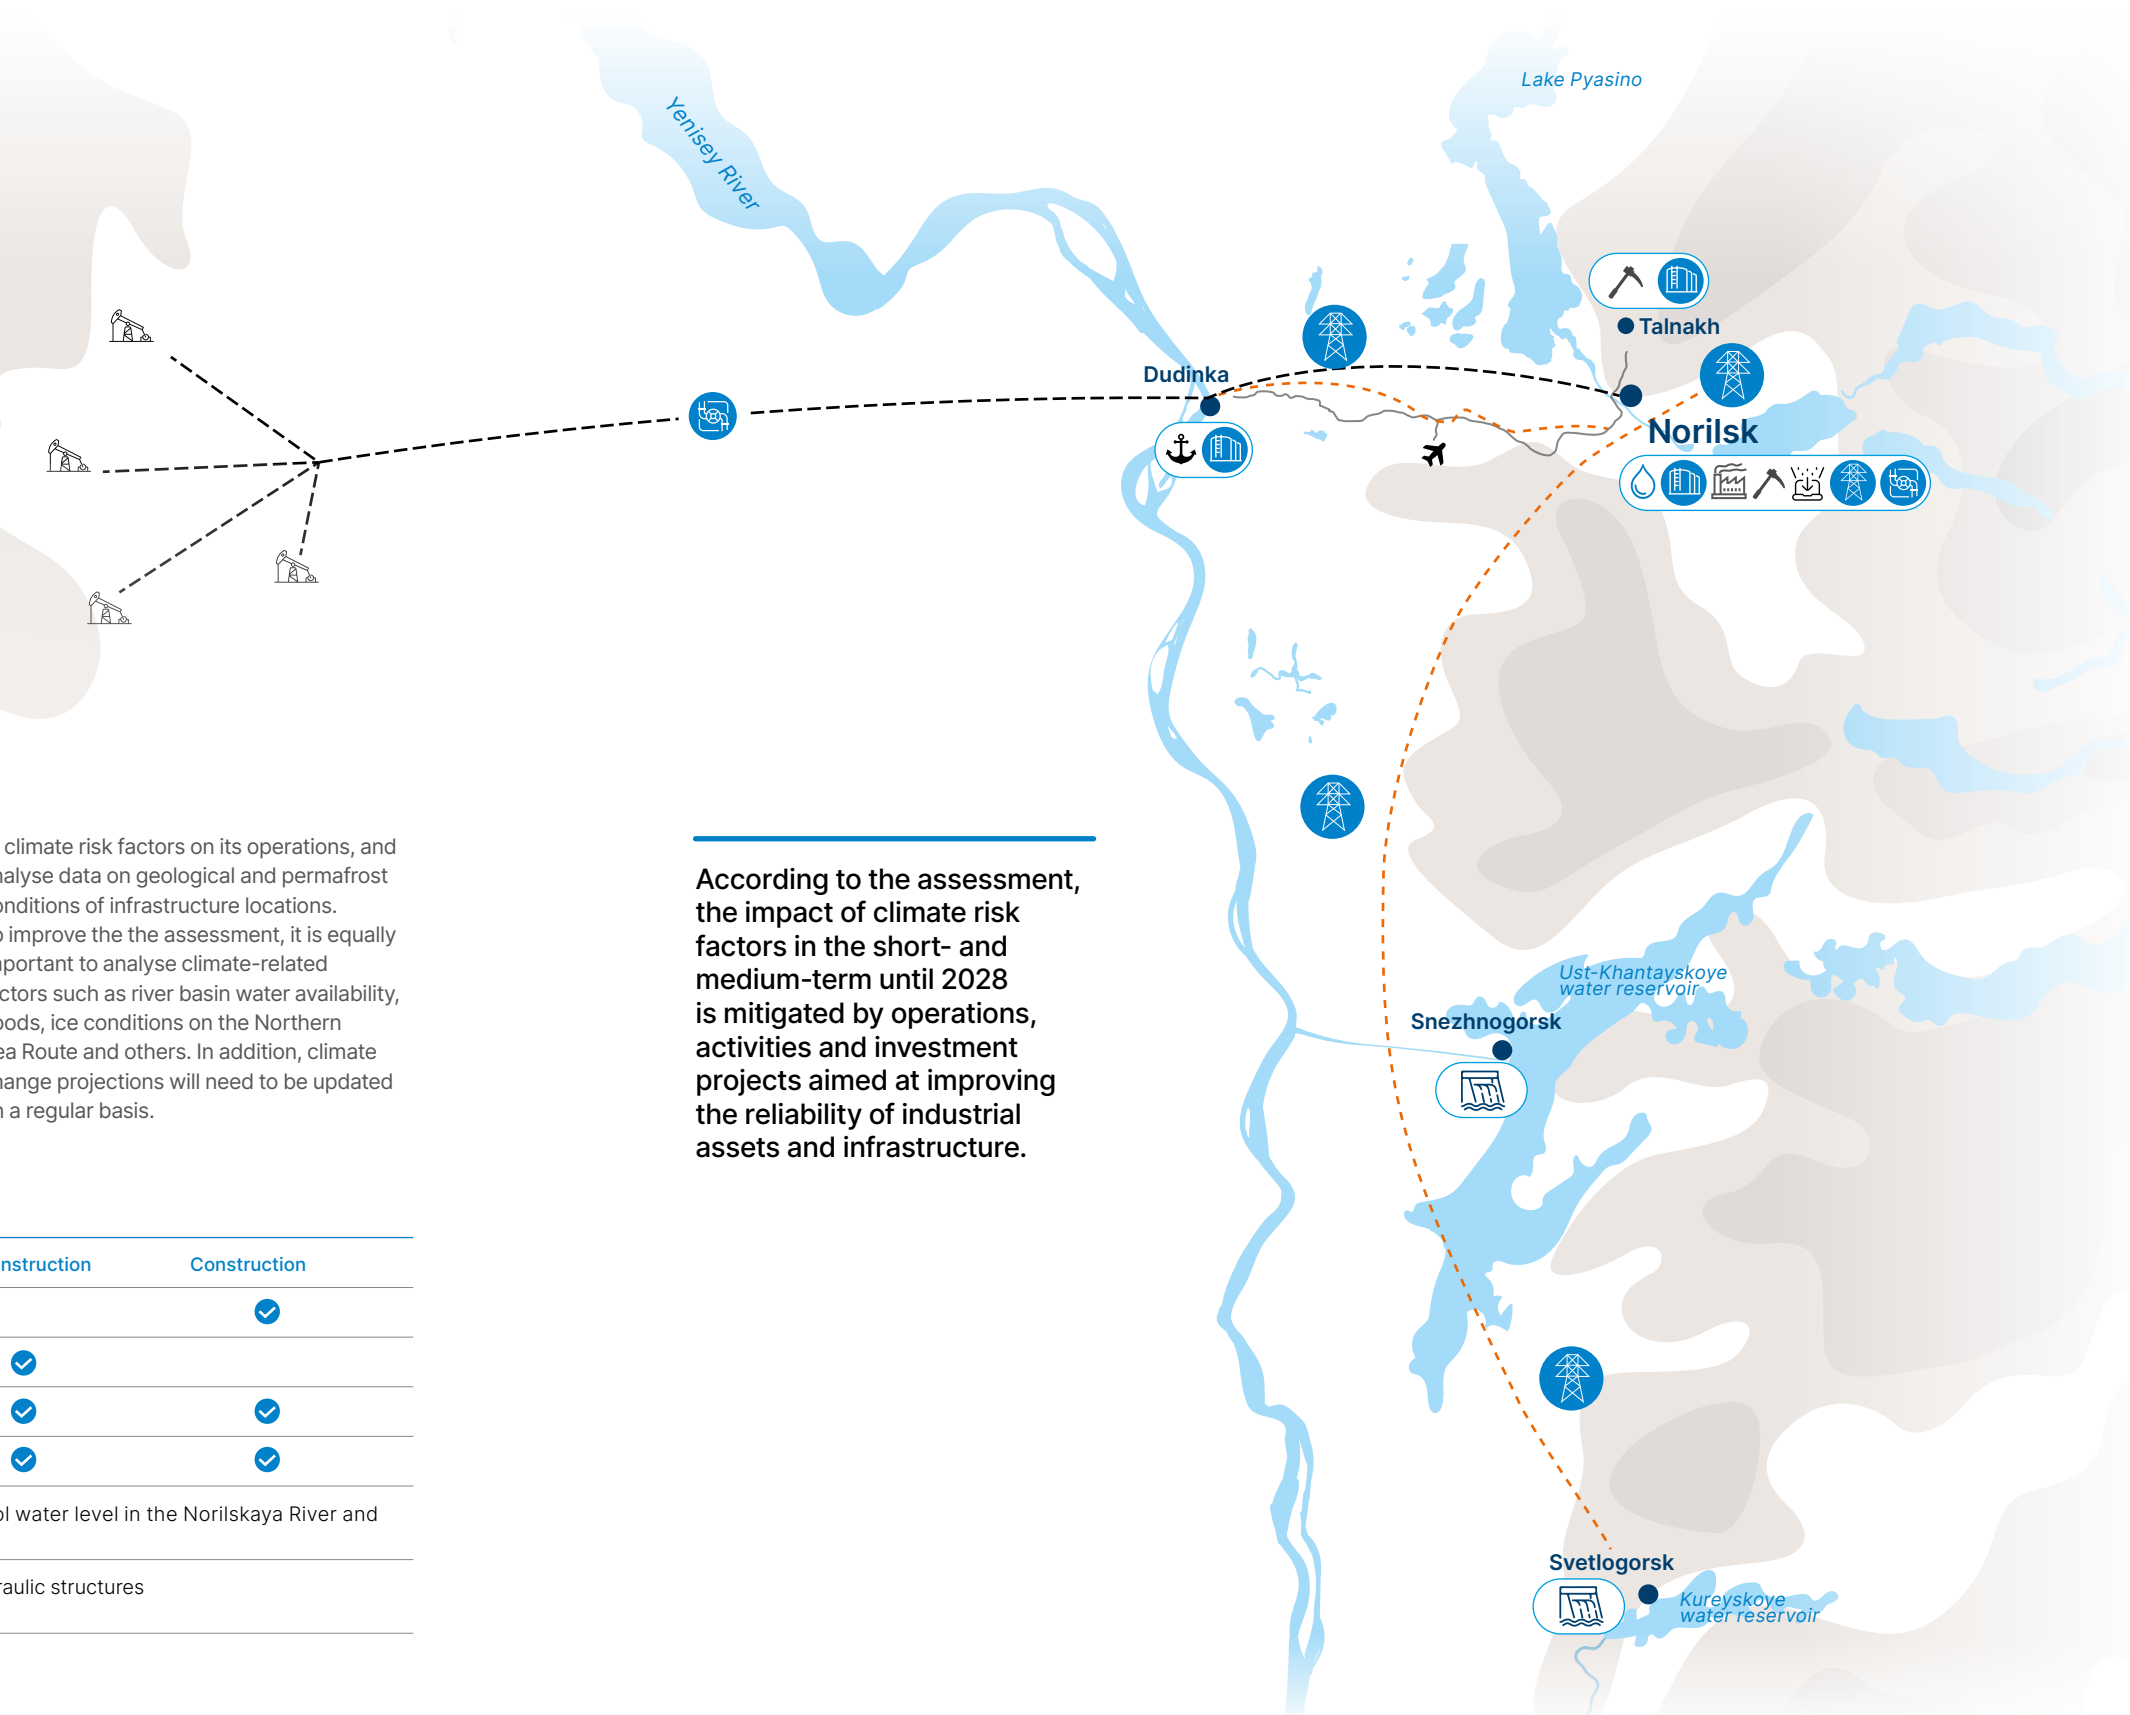 Lake Pyasino
Yenisey River
Talnakh
Dudinka
Norilsk
climate risk factors on its operations, and
nalyse data on geological and permafrost
onditions of infrastructure locations.
o improve the the assessment, it is equally
mportant to analyse climate-related
ctors such as river basin water availability,
oods, ice conditions on the Northern
ea Route and others. In addition, climate
hange projections will need to be updated
n a regular basis.
According to the assessment,
the impact of climate risk
factors in the short- and
medium-term until 2028
is mitigated by operations,
activities and investment
projects aimed at improving
the reliability of industrial
assets and infrastructure.
Ust-Khantayskoye
water reservoir
Snezhnogorsk
nstruction Construction
ol water level in the Norilskaya River and
raulic structures
Svetlogorsk
Kureyskoye
water reservoir